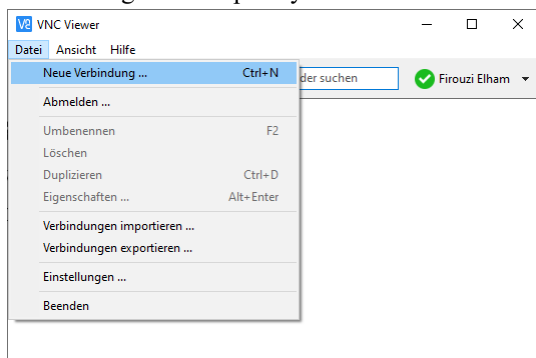 VNC Viewer
Datei Ansicht Hilfe
Neue Verbindung ... Ctrl+N
der suchen
Firouzi Elham
Abmelden ...
Umbenennen F2
Löschen
Duplizieren Ctrl+D
Eigenschaften ... Alt+Enter
Verbindungen importieren ...
Verbindungen exportieren ...
Einstellungen ...
Beenden